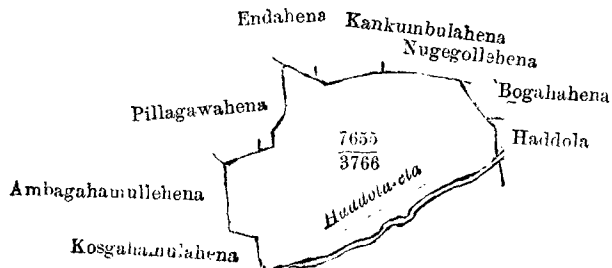 Endahena
Kankumbulahena
Nugegollehena
Bogahahena
Pillagawahena
Haddola
7655
3766
Haddola-ela
Ambagahamullehena
Kosgahamulahena